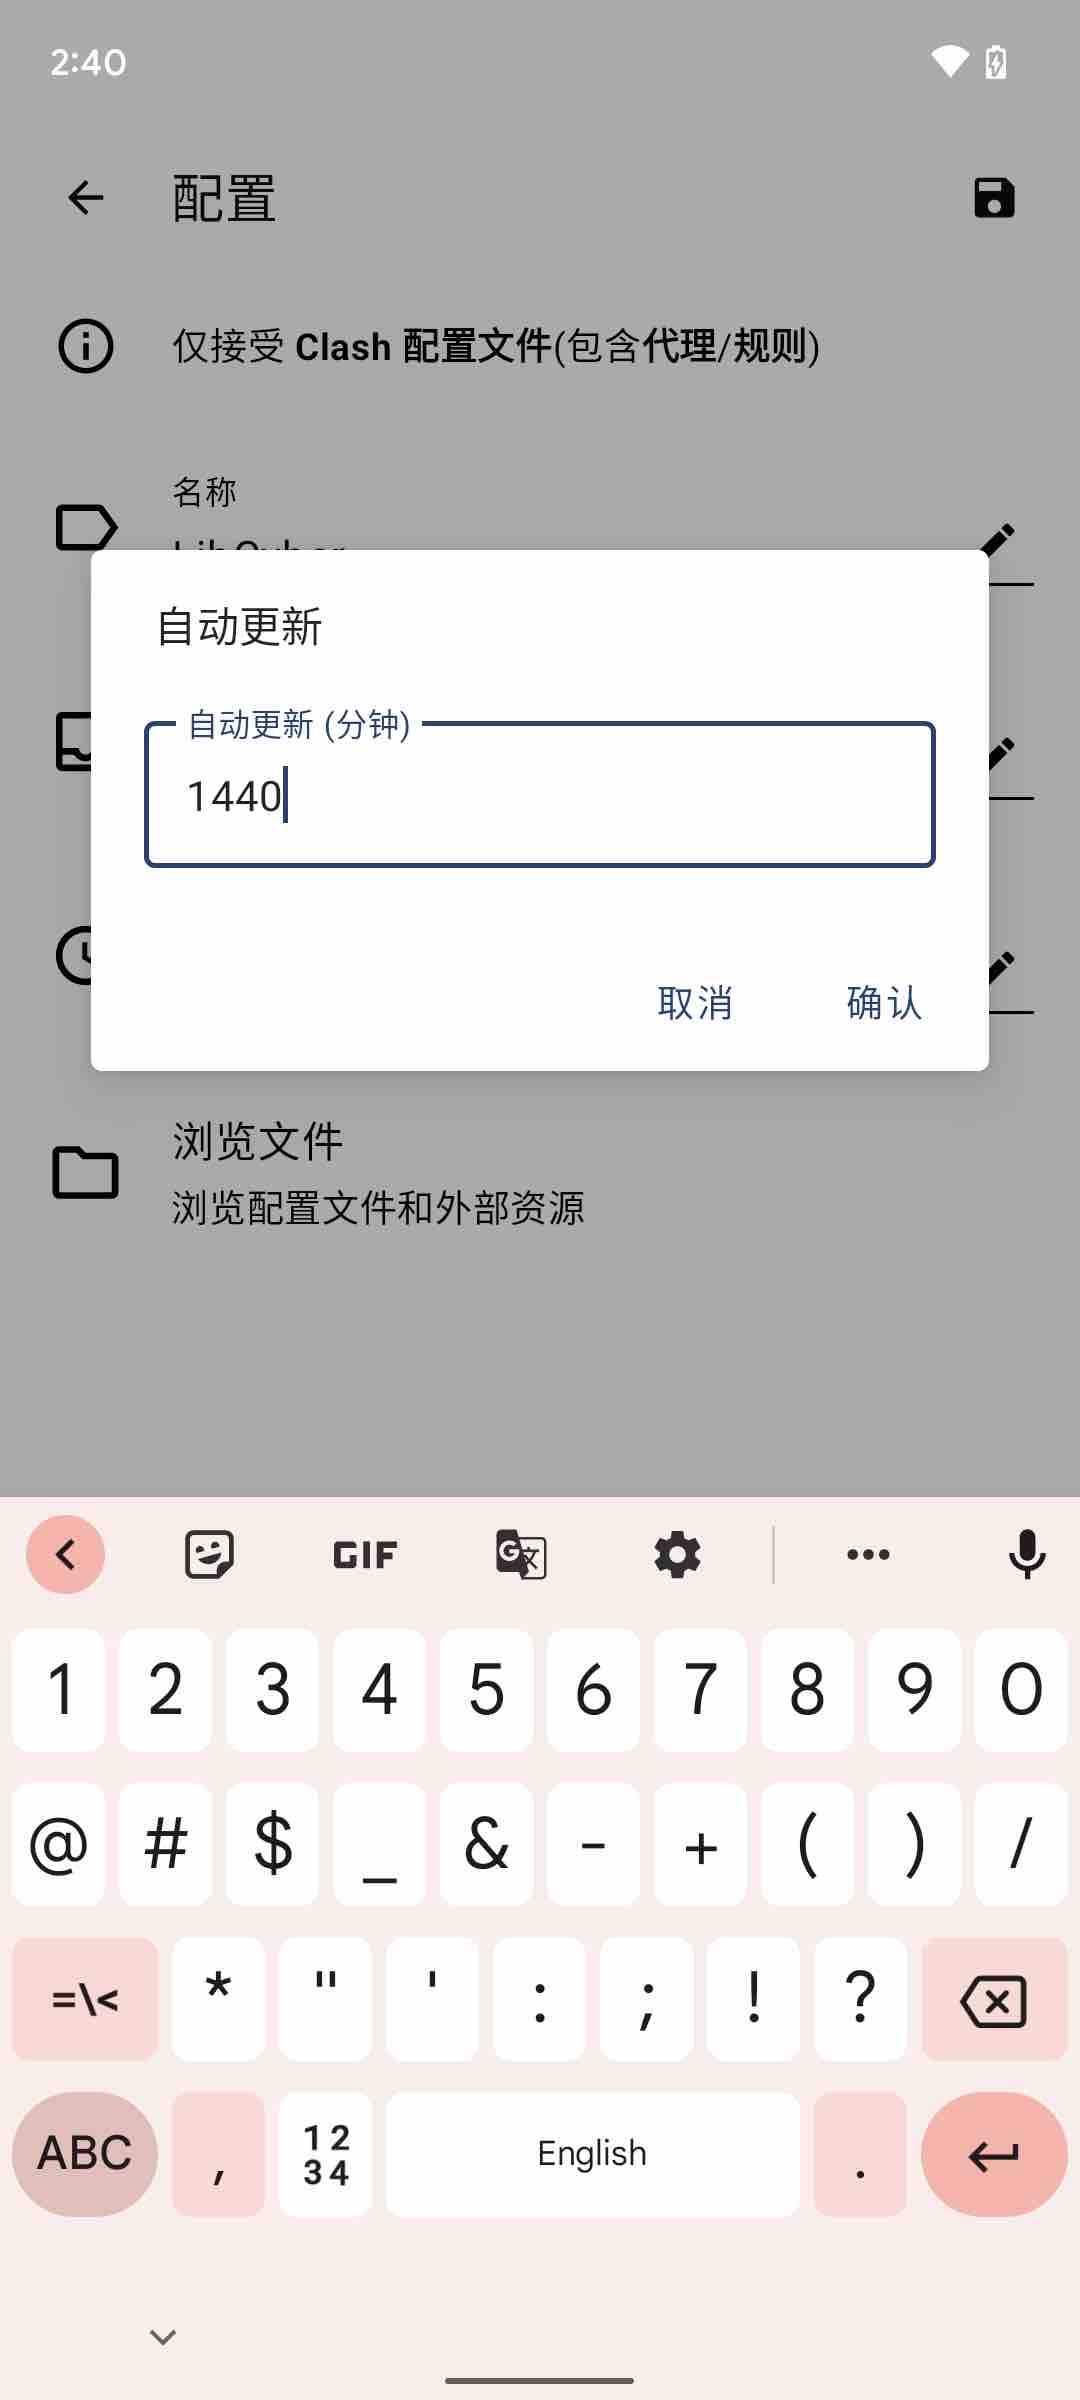 2:40
配置
仅接受 Clash 配置文件(包含代理/规则)
名称
自动更新
自动更新 (分钟)
1440
取消 确认
浏览文件
浏览配置文件和外部资源
GIF
1 2 3 4 5 6 7 8 9 0
@ # $ _ & - + ( ) /
=\< * " ' : ; ! ?
ABC , 12 34 English .